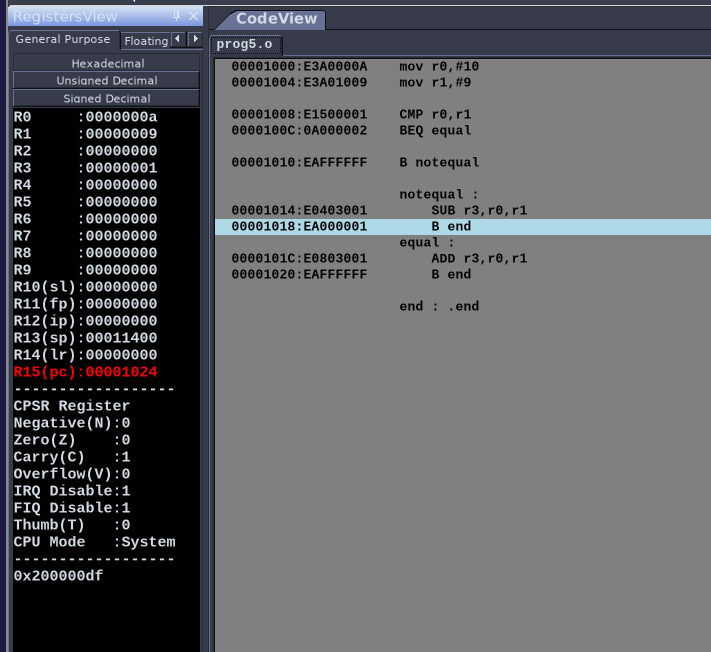 RegistersView
General Purpose Floating
Hexadecimal
Unsigned Decimal
Signed Decimal
R0     :0000000a
R1     :00000009
R2     :00000000
R3     :00000001
R4     :00000000
R5     :00000000
R6     :00000000
R7     :00000000
R8     :00000000
R9     :00000000
R10(sl):00000000
R11(fp):00000000
R12(ip):00000000
R13(sp):00011400
R14(lr):00000000
R15(pc):00001024
------------------
CPSR Register
Negative(N):0
Zero(Z)    :0
Carry(C)   :1
Overflow(V):0
IRQ Disable:1
FIQ Disable:1
Thumb(T)   :0
CPU Mode   :System
------------------
0x200000df
CodeView
prog5.o
00001000:E3A0000A    mov r0,#10
00001004:E3A01009    mov r1,#9
00001008:E1500001    CMP r0,r1
0000100C:0A000002    BEQ equal
00001010:EAFFFFFF    B notequal
notequal :
00001014:E0403001        SUB r3,r0,r1
00001018:EA000001        B end
equal :
0000101C:E0803001        ADD r3,r0,r1
00001020:EAFFFFFF        B end
end : .end